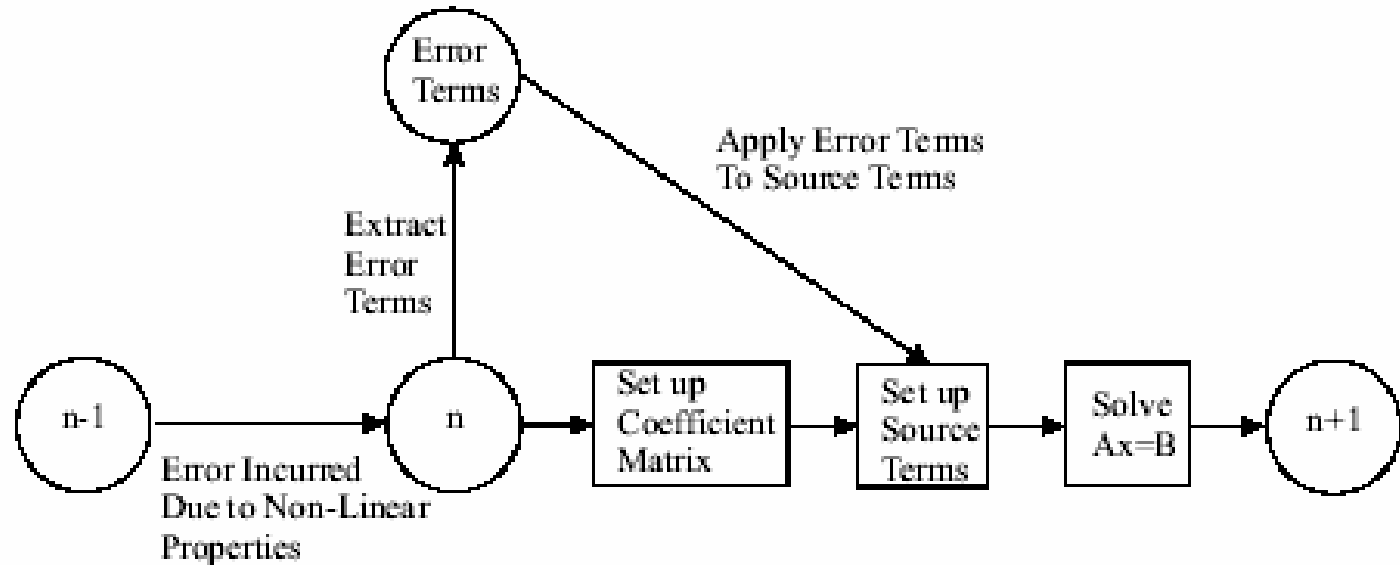 Error
Terms
Apply Error Terms
To Source Terms
Extract
Error
Terms
n-1
Error Incurred
Due to Non-Linear
Properties
n
Set up
Coefficient
Matrix
Set up
Source
Terms
Solve
Ax=B
n+1